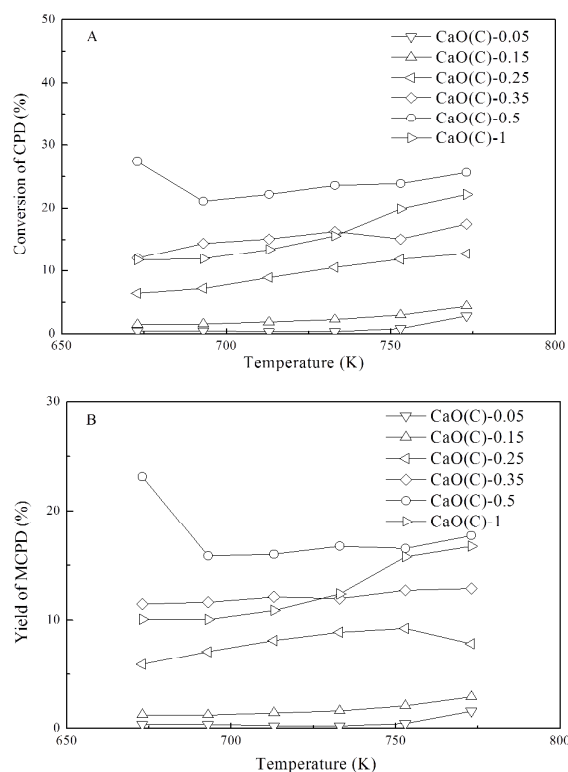 50
A
CaO(C)-0.05
CaO(C)-0.15
40
CaO(C)-0.25
CaO(C)-0.35
CaO(C)-0.5
30
CaO(C)-1
Conversion of CPD (%)
20
10
0
650 700 750 800
Temperature (K)
30
B
CaO(C)-0.05
CaO(C)-0.15
CaO(C)-0.25
CaO(C)-0.35
20
CaO(C)-0.5
CaO(C)-1
Yield of MCPD (%)
10
0
650 700 750 800
Temperature (K)